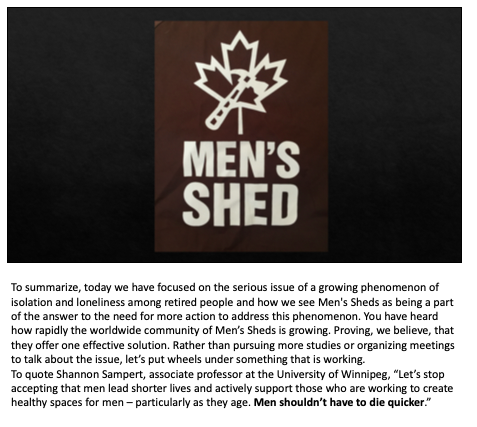 MEN'S
SHED
To summarize, today we have focused on the serious issue of a growing phenomenon of
isolation and loneliness among retired people and how we see Men's Sheds as being a part
of the answer to the need for more action to address this phenomenon. You have heard
how rapidly the worldwide community of Men's Sheds is growing. Proving, we believe, that
they offer one effective solution. Rather than pursuing more studies or organizing meetings
to talk about the issue, let's put wheels under something that is working.
To quote Shannon Sampert, associate professor at the University of Winnipeg, “Let's stop
accepting that men lead shorter lives and actively support those who are working to create
healthy spaces for men – particularly as they age. Men shouldn't have to die quicker.”